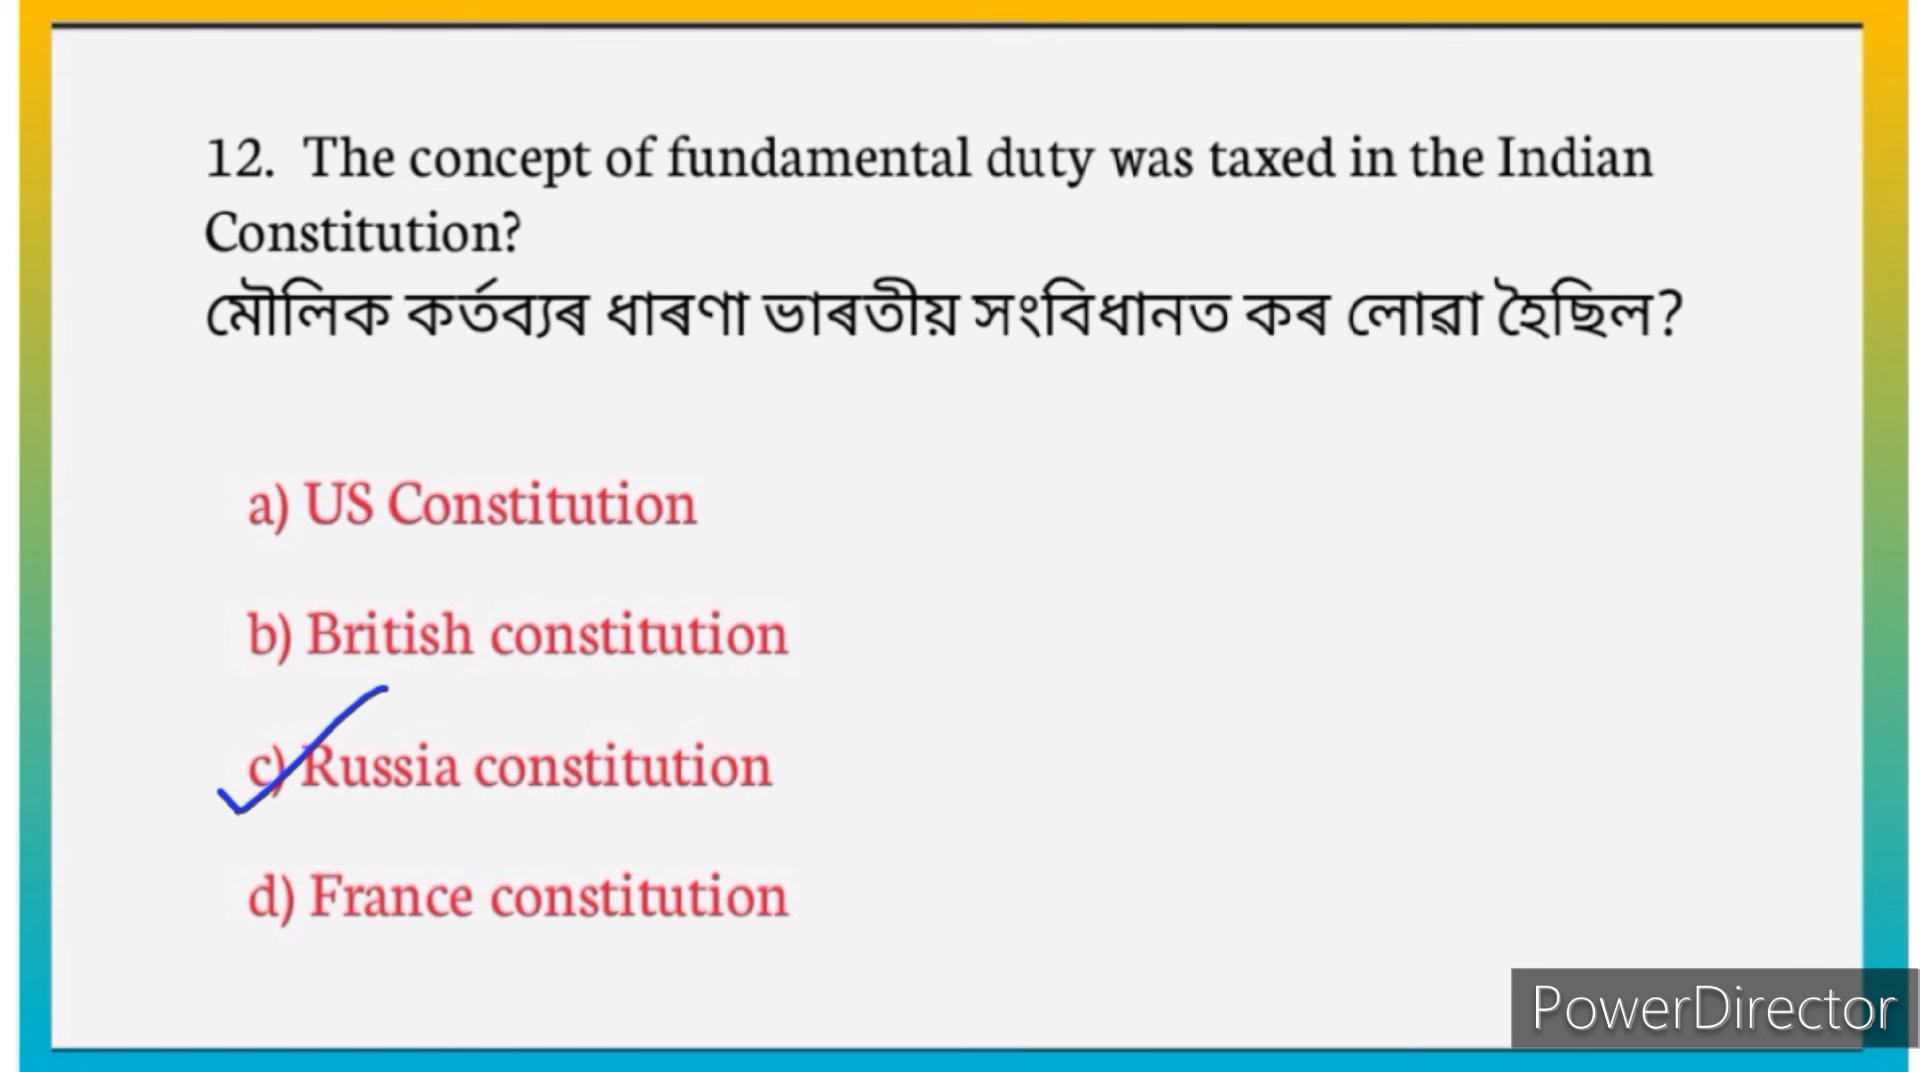 12. The concept of fundamental duty was taxed in the Indian
Constitution?
মৌলিক কৰ্তব্যৰ ধাৰণা ভাৰতীয় সংবিধানত কৰ লোৱা হৈছিল?
a) US Constitution
b) British constitution
c) Russia constitution
d) France constitution
PowerDirector